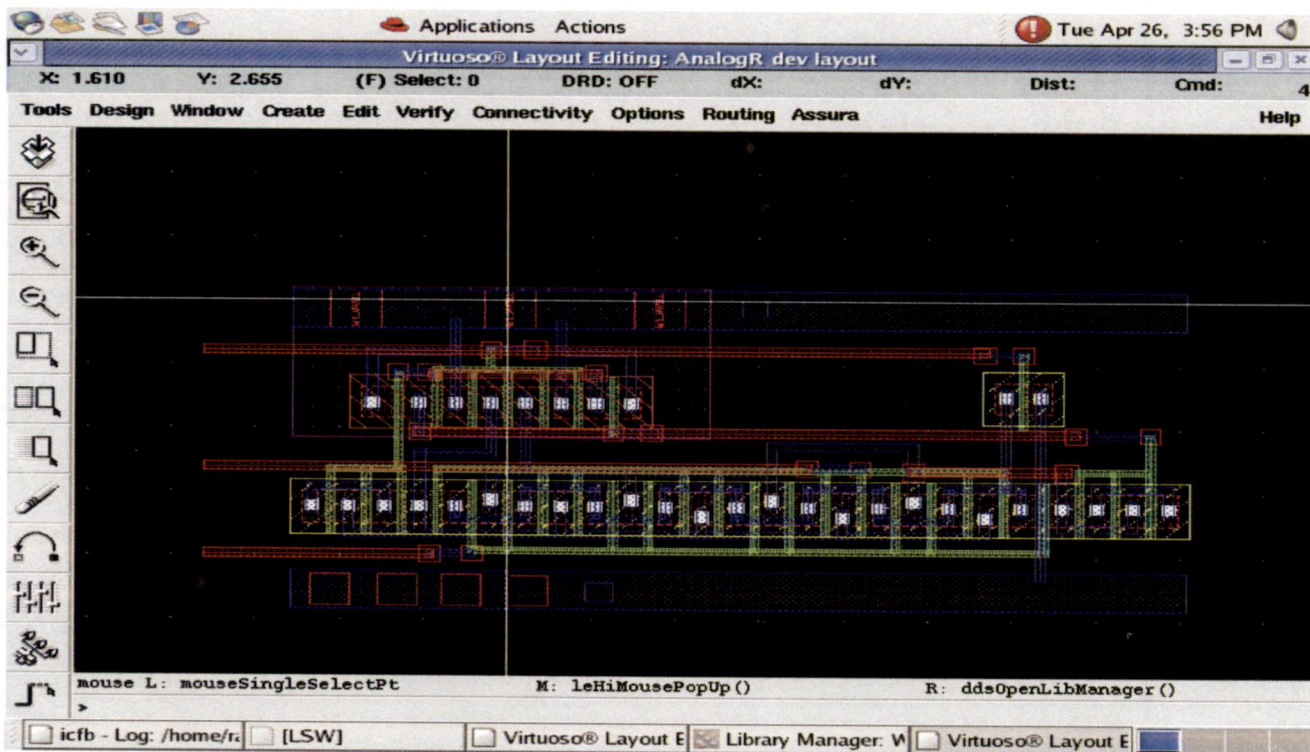 Applications Actions
Tue Apr 26, 3:56 PM
Virtuoso® Layout Editing: AnalogR dev layout
X: 1.610 Y: 2.655 (F) Select: 0 DRD: OFF dX: dY: Dist: Cmd: 4
Tools Design Window Create Edit Verify Connectivity Options Routing Assura Help
mouse L: mouseSingleSelectPt M: leHiMousePopUp() R: ddsOpenLibManager()
>
icfb - Log: /home/ra [LSW] Virtuoso® Layout E Library Manager: W Virtuoso® Layout E